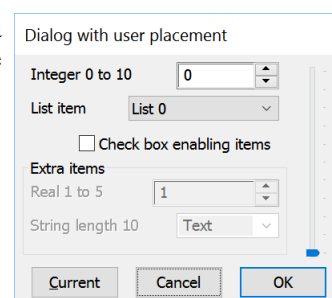 Dialog with user placement
Integer 0 to 10 0
List item List 0
Check box enabling items
Extra items
Real 1 to 5 1
String length 10 Text
Current Cancel OK